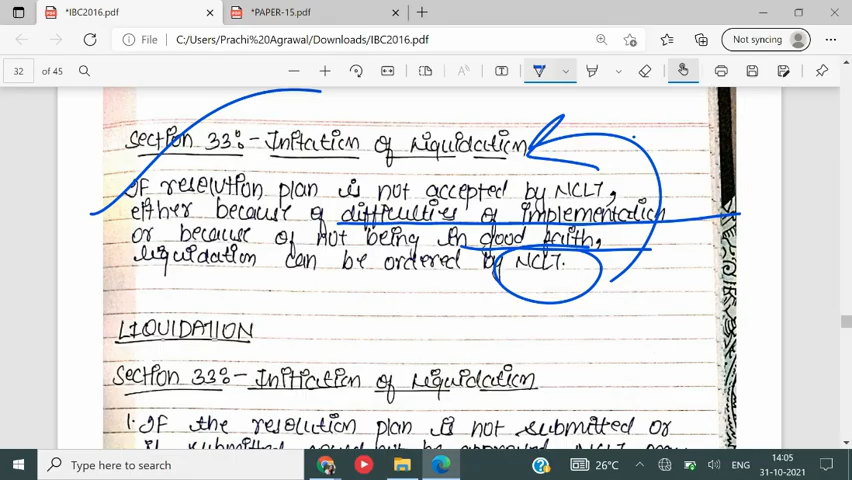 *IBC2016.pdf
*PAPER-15.pdf
File
C:/Users/Prachi%20Agrawal/Downloads/IBC2016.pdf
Not syncing
32 of 45
Section 33:- Initation of Liquidation
If resolution plan is not accepted by NCLT,
either because of difficulties of implementation
or because of not being in good faith,
liquidation can be ordered by NCLT.
LIQUIDATION
Section 33:- Initiation of Liquidation
1. If the resolution plan is not submitted or
Type here to search
26°C
ENG
14:05
31-10-2021